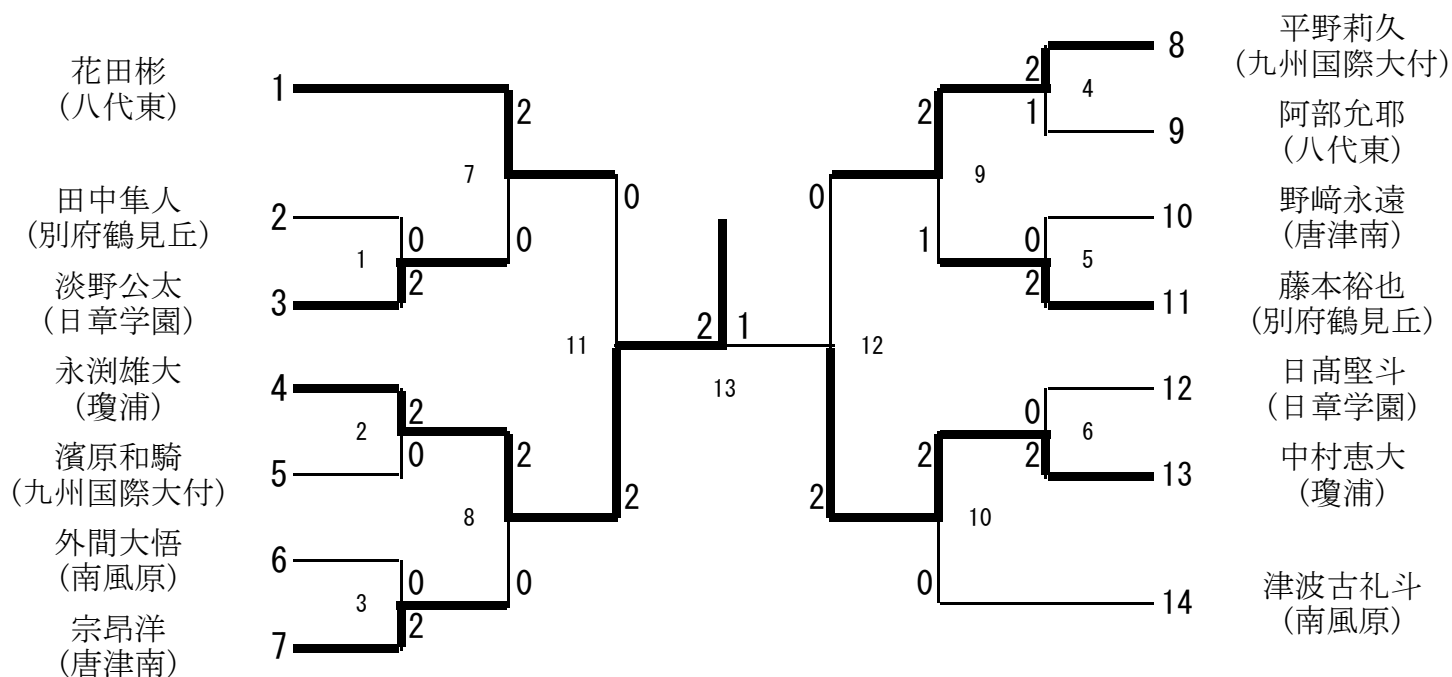 花田彬
(八代東)
1
2
7
田中隼人
(別府鶴見丘)
2
0
0
1
淡野公太
(日章学園)
3
2
0
11
永渕雄大
(瓊浦)
4
2
2
濱原和騎
(九州国際大付)
5
0
2
8
2
外間大悟
(南風原)
6
0
0
3
宗昂洋
(唐津南)
7
2
2
1
13
平野莉久
(九州国際大付)
8
2
4
1
阿部允耶
(八代東)
9
2
9
0
野﨑永遠
(唐津南)
10
1
0
5
藤本裕也
(別府鶴見丘)
11
2
12
日髙堅斗
(日章学園)
12
0
6
中村恵大
(瓊浦)
13
2
2
2
10
0
津波古礼斗
(南風原)
14